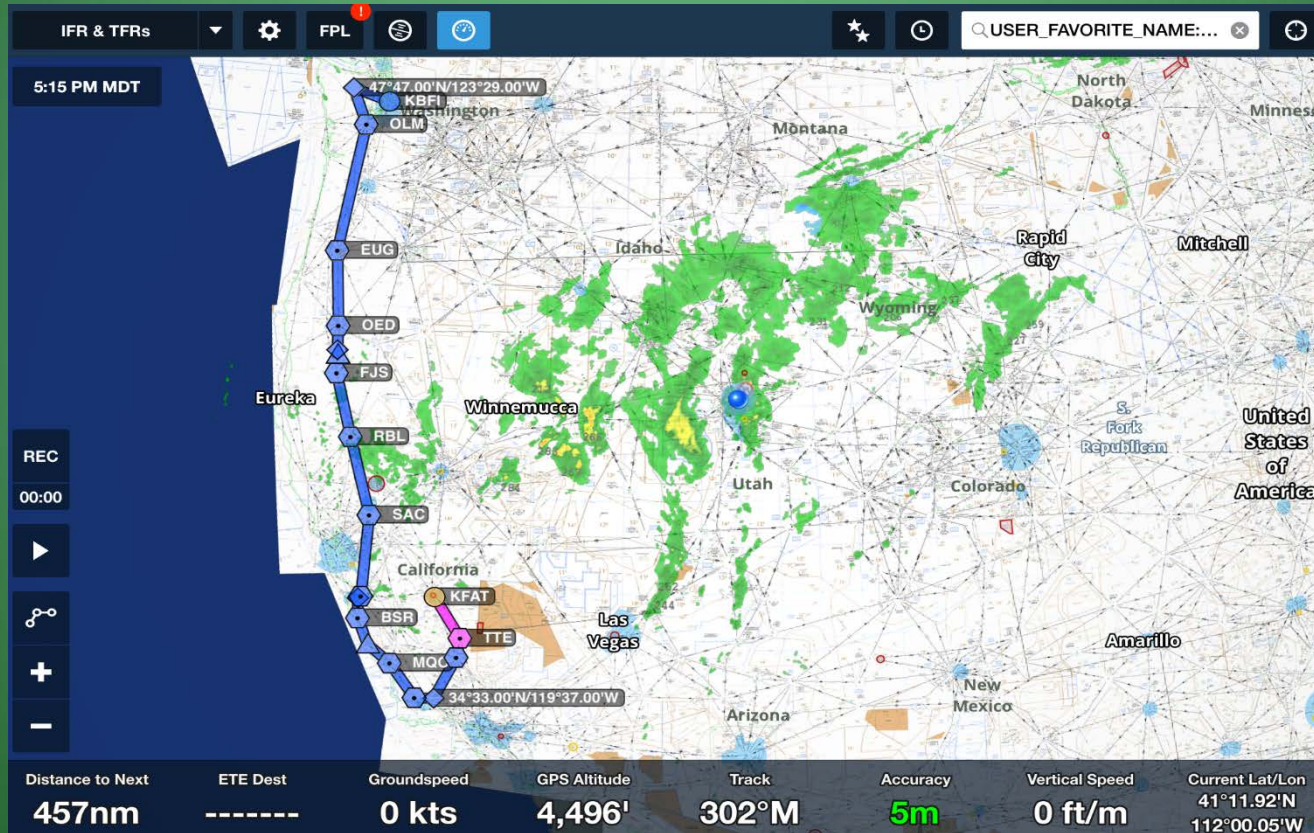 IFR & TFRs
FPL
!
USER_FAVORITE_NAME:...
5:15 PM MDT
47°47.00'N/123°29.00'W
KBFI
Washington
OLM
North
Dakota
Montana
EUG
Idaho
Rapid
City
Mitchell
Wyoming
OED
FJS
Eureka
Winnemucca
RBL
S.
Fork
Republican
United
States
of
America
REC
00:00
Utah
Colorado
SAC
California
KFAT
BSR
TTE
Las
Vegas
Amarillo
MQO
34°33.00'N/119°37.00'W
New
Mexico
Arizona
Distance to Next
457nm
ETE Dest
-------
Groundspeed
0 kts
GPS Altitude
4,496'
Track
302°M
Accuracy
5m
Vertical Speed
0 ft/m
Current Lat/Lon
41°11.92'N
112°00.05'W